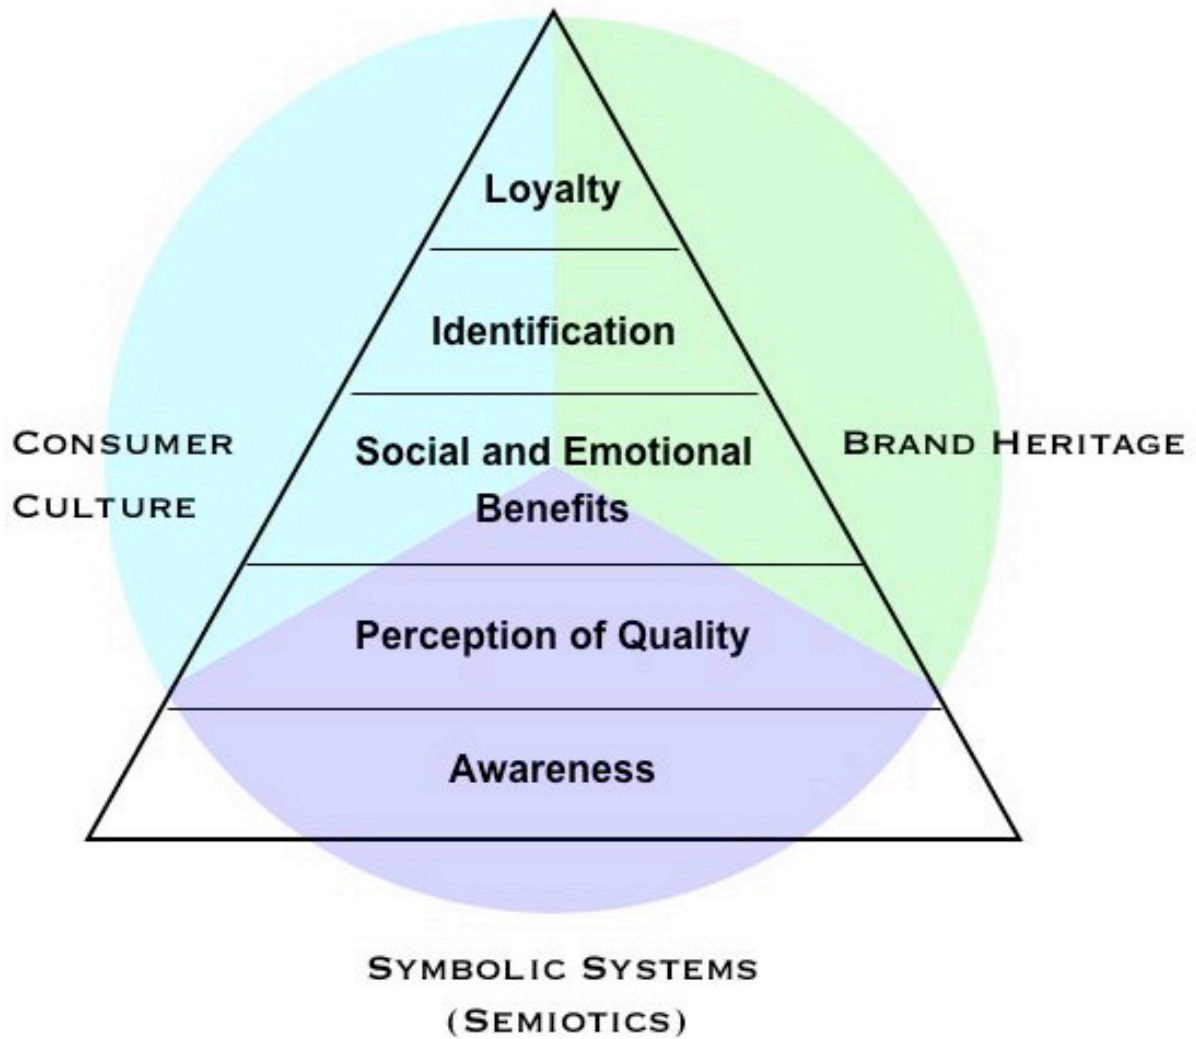 Loyalty
Identification
Social and Emotional
Benefits
CONSUMER
CULTURE
BRAND HERITAGE
Perception of Quality
Awareness
SYMBOLIC SYSTEMS
(SEMIOTICS)